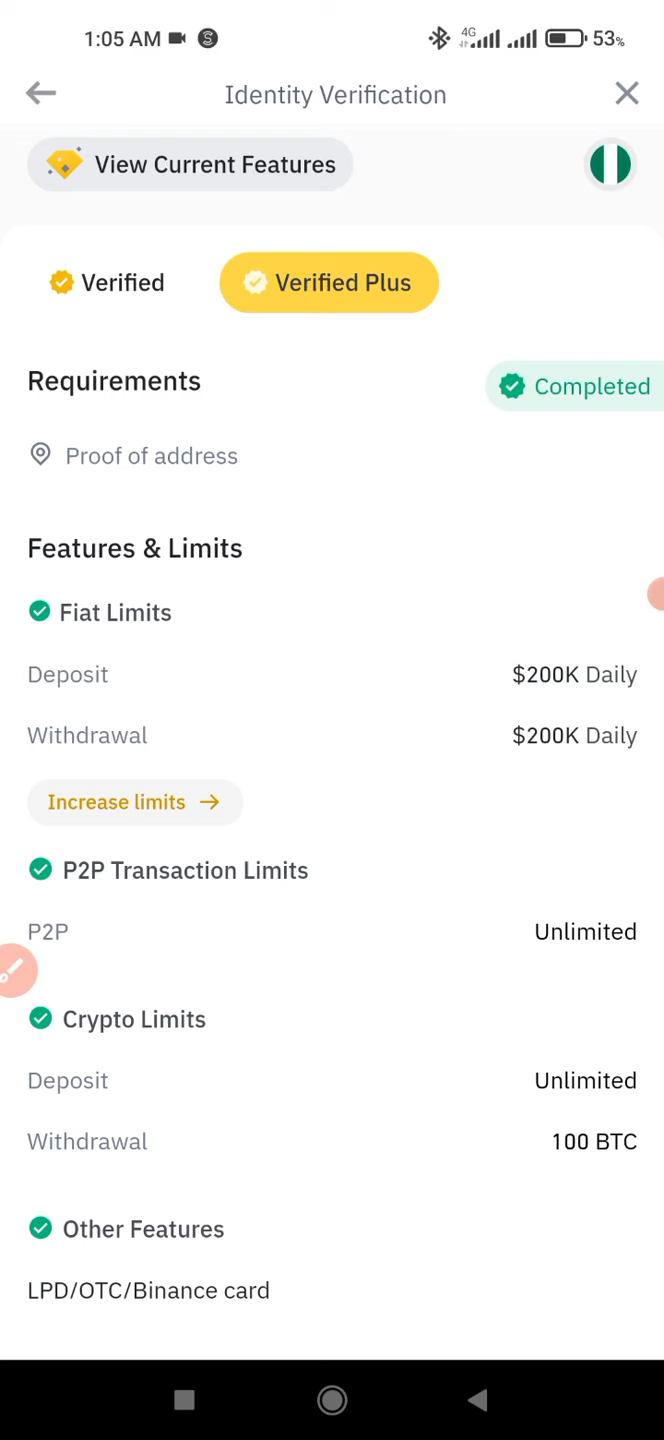 1:05 AM S 4G 53%
Identity Verification
View Current Features
Verified Verified Plus
Requirements Completed
Proof of address
Features & Limits
Fiat Limits
Deposit $200K Daily
Withdrawal $200K Daily
Increase limits →
P2P Transaction Limits
P2P Unlimited
Crypto Limits
Deposit Unlimited
Withdrawal 100 BTC
Other Features
LPD/OTC/Binance card